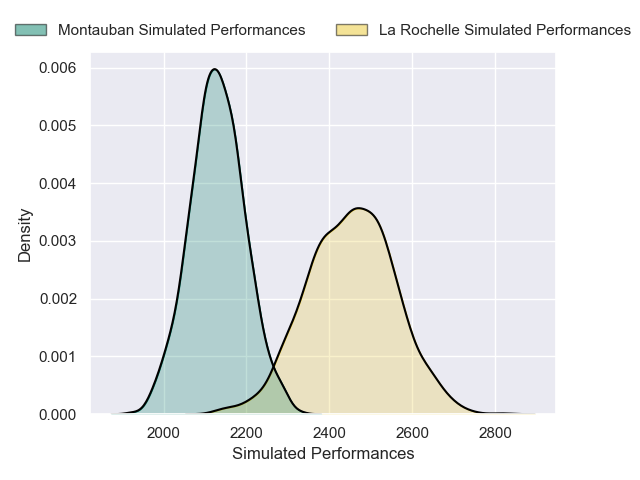 Montauban Simulated Performances La Rochelle Simulated Performances
0.006
0.005
0.004
0.003
0.002
0.001
0.000
Density
2000 2200 2400 2600 2800
Simulated Performances